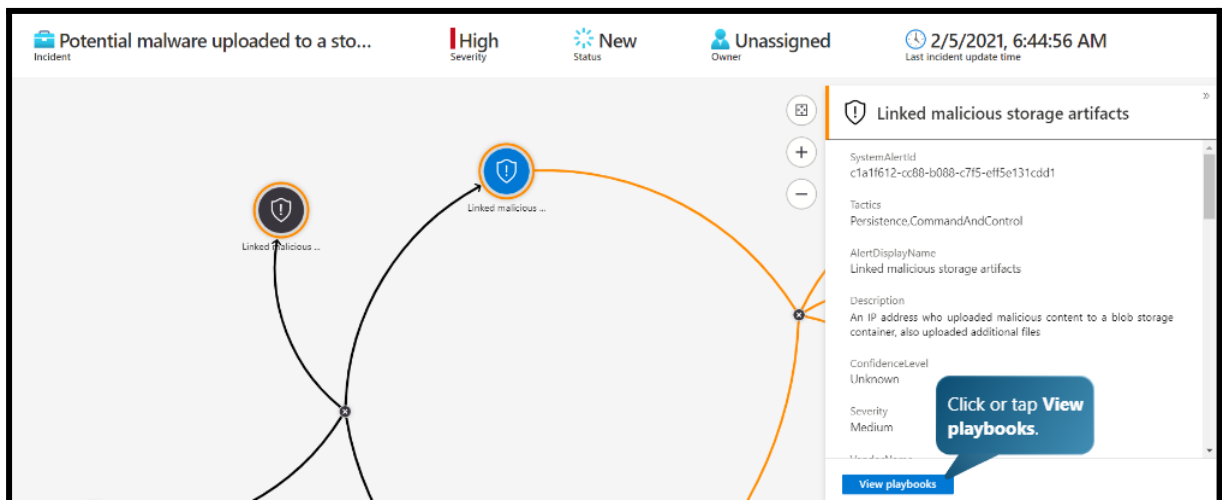 Potential malware uploaded to a sto...
Incident
High
Severity
New
Status
Unassigned
Owner
2/5/2021, 6:44:56 AM
Last incident update time
Linked malicious ...
Linked malicious ...
»
Linked malicious storage artifacts
SystemAlertId
c1a1f612-cc88-b088-c7f5-eff5e131cdd1
Tactics
Persistence,CommandAndControl
AlertDisplayName
Linked malicious storage artifacts
Description
An IP address who uploaded malicious content to a blob storage
container, also uploaded additional files
ConfidenceLevel
Unknown
Severity
Medium
Click or tap View
playbooks.
View playbooks